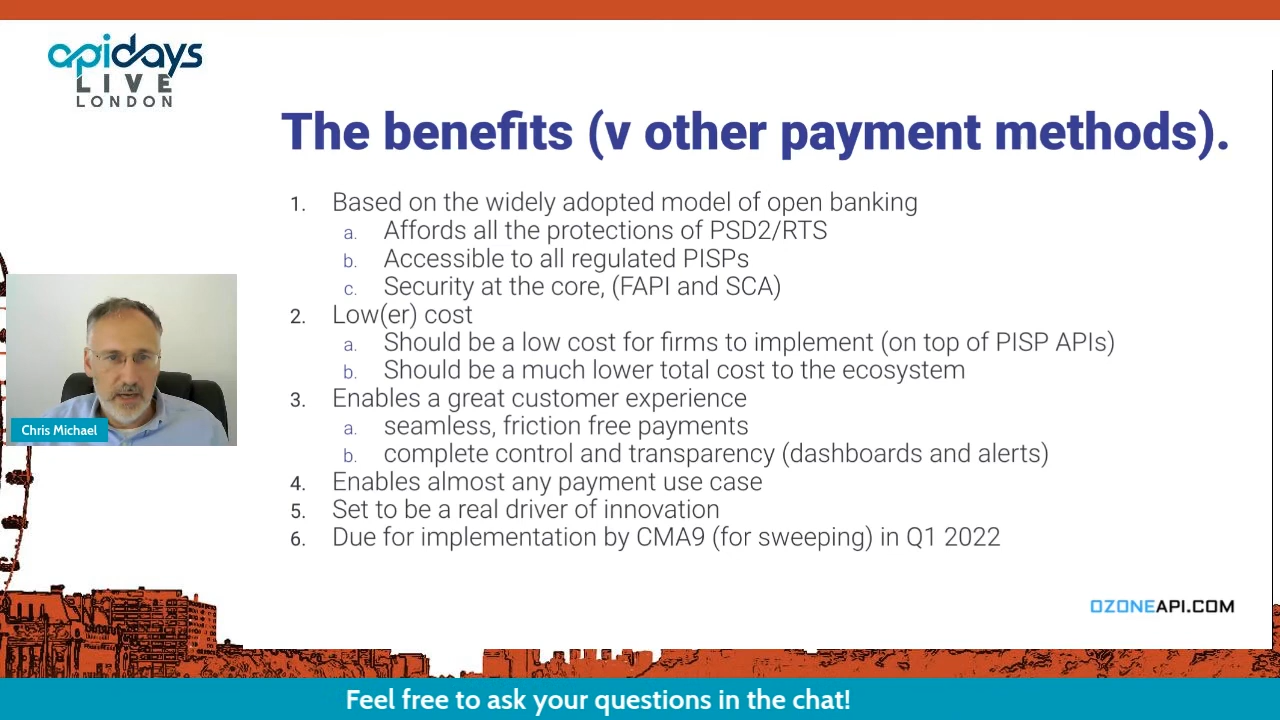 apidays
LIVE
LONDON
The benefits (v other payment methods).
1. Based on the widely adopted model of open banking
a. Affords all the protections of PSD2/RTS
b. Accessible to all regulated PISPs
c. Security at the core, (FAPI and SCA)
2. Low(er) cost
a. Should be a low cost for firms to implement (on top of PISP APIs)
b. Should be a much lower total cost to the ecosystem
3. Enables a great customer experience
a. seamless, friction free payments
b. complete control and transparency (dashboards and alerts)
4. Enables almost any payment use case
5. Set to be a real driver of innovation
6. Due for implementation by CMA9 (for sweeping) in Q1 2022
Chris Michael
OZONEAPI.COM
Feel free to ask your questions in the chat!